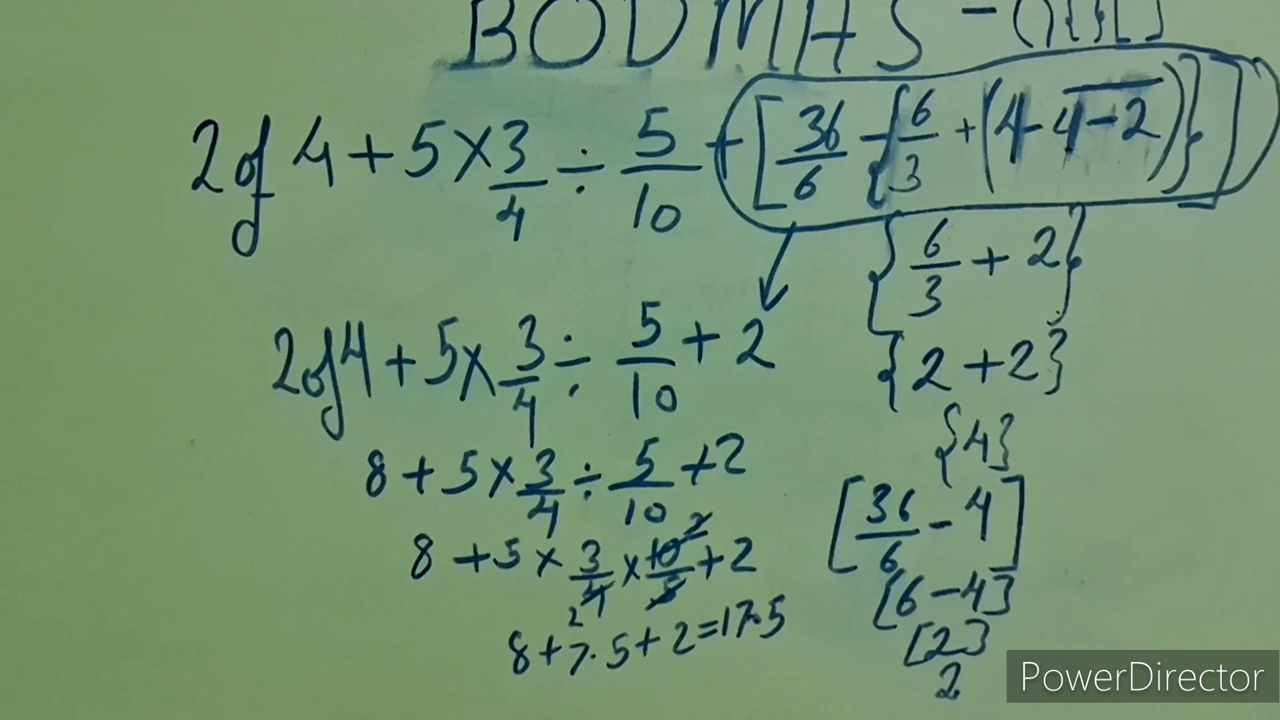 BODMAS - (){}[]
2 of 4 + 5 × 3/4 ÷ 5/10 + [36/6 - {6/3 + (4 - 4̅ ̅-̅ ̅2̅)}]
{6/3 + 2}
2 of 4 + 5 × 3/4 ÷ 5/10 + 2
{2 + 2}
{4}
8 + 5 × 3/4 ÷ 5/10 + 2
[36/6 - 4]
8 + 5 × 3/4 × 10/5 + 2
2
2
[6 - 4]
8 + 7.5 + 2 = 17.5
[2]
2
PowerDirector